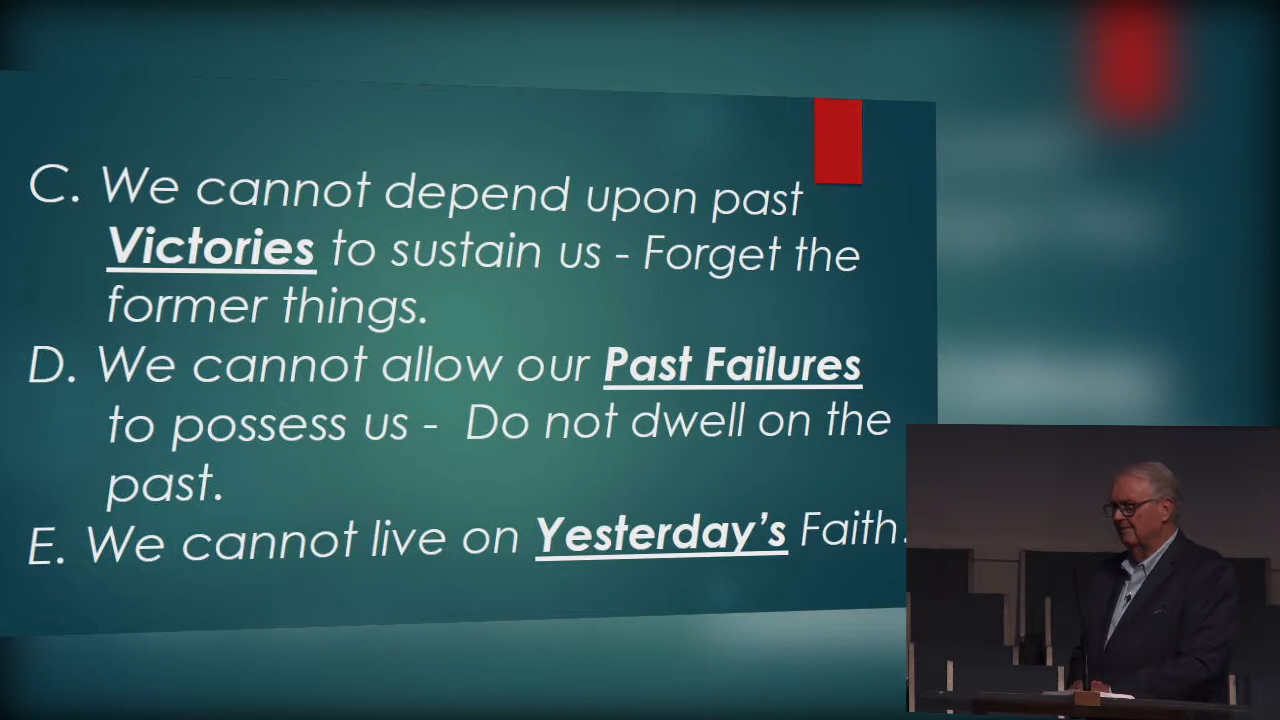 C. We cannot depend upon past
Victories to sustain us - Forget the
former things.
D. We cannot allow our Past Failures
to possess us - Do not dwell on the
past.
E. We cannot live on Yesterday's Faith.